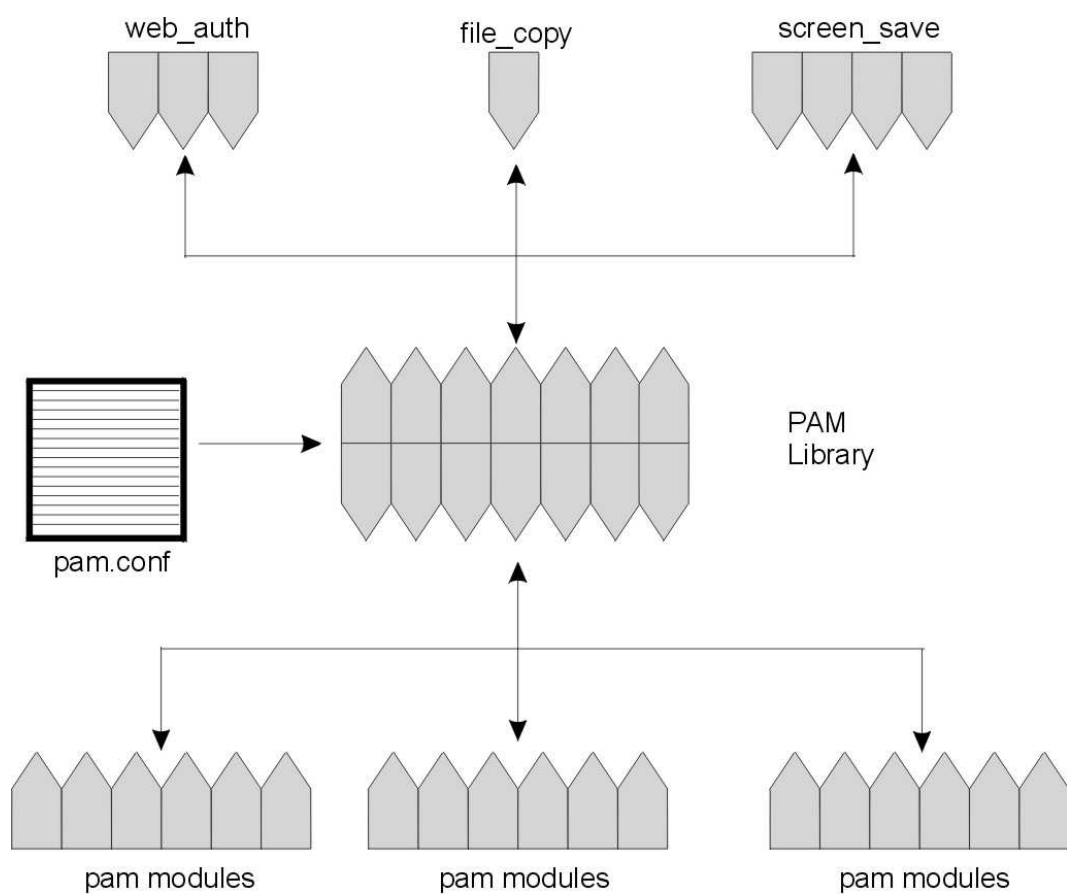 web_auth
file_copy
screen_save
PAM
Library
pam.conf
pam modules
pam modules
pam modules